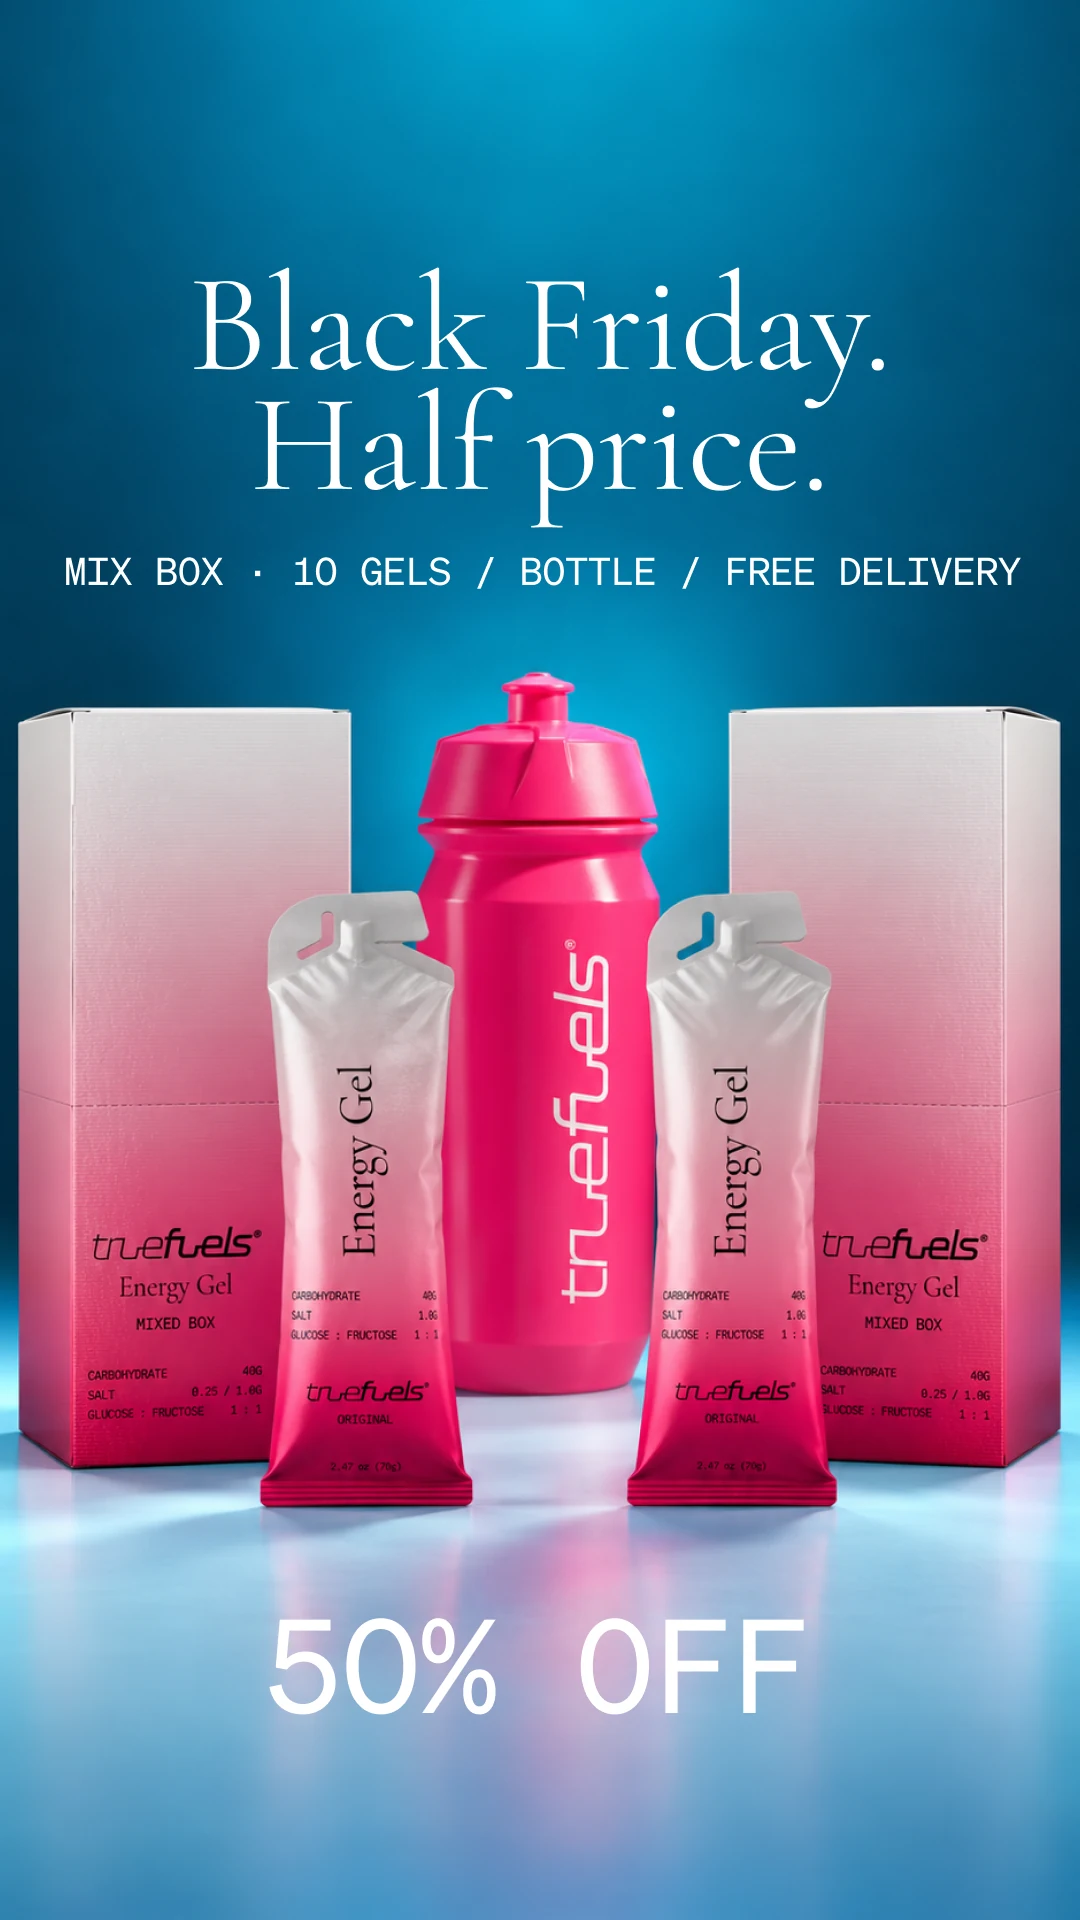 Black Friday.
Half price.
MIX BOX · 10 GELS / BOTTLE / FREE DELIVERY
truefuels®
Energy Gel
MIXED BOX
CARBOHYDRATE 40G
SALT 0.25 / 1.0G
GLUCOSE : FRUCTOSE 1 : 1
Energy Gel
CARBOHYDRATE 40G
SALT 1.0G
GLUCOSE : FRUCTOSE 1 : 1
truefuels®
ORIGINAL
2.47 oz (70g)
truefuels®
Energy Gel
CARBOHYDRATE 40G
SALT 1.0G
GLUCOSE : FRUCTOSE 1 : 1
truefuels®
ORIGINAL
2.47 oz (70g)
truefuels®
Energy Gel
MIXED BOX
CARBOHYDRATE 40G
SALT 0.25 / 1.0G
GLUCOSE : FRUCTOSE 1 : 1
50% OFF